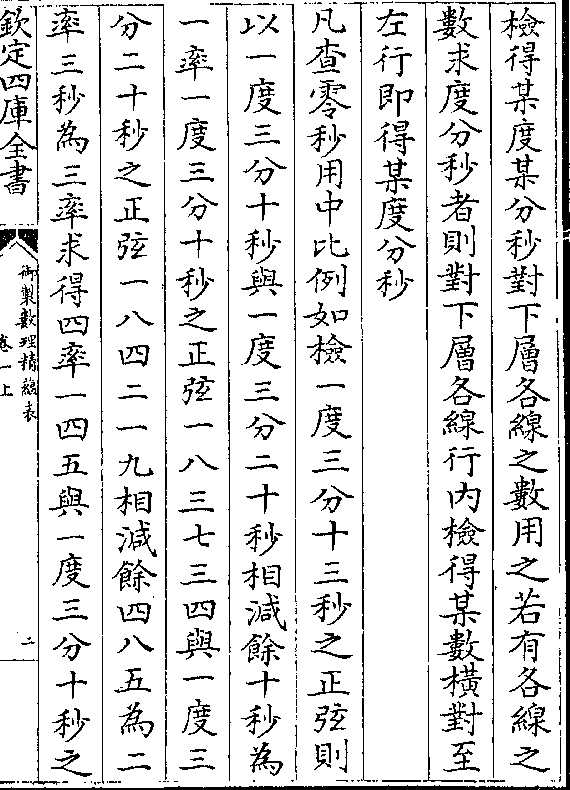 檢得某度某分秒對下層各線之數用之若有各線之
數求度分秒者則對下層各線行内檢得某數橫對至
左行即得某度分秒
凡查零秒用中比例如檢一度三分十三秒之正弦則
以一度三分十秒與一度三分二十秒相減餘十秒為
一率一度三分十秒之正弦一八三七三四與一度三
分二十秒之正弦一八四二一九相減餘四八五為二
率三秒為三率求得四率一四五與一度三分十秒之
欽定四庫全書
御製數理精緼表
卷一上
二